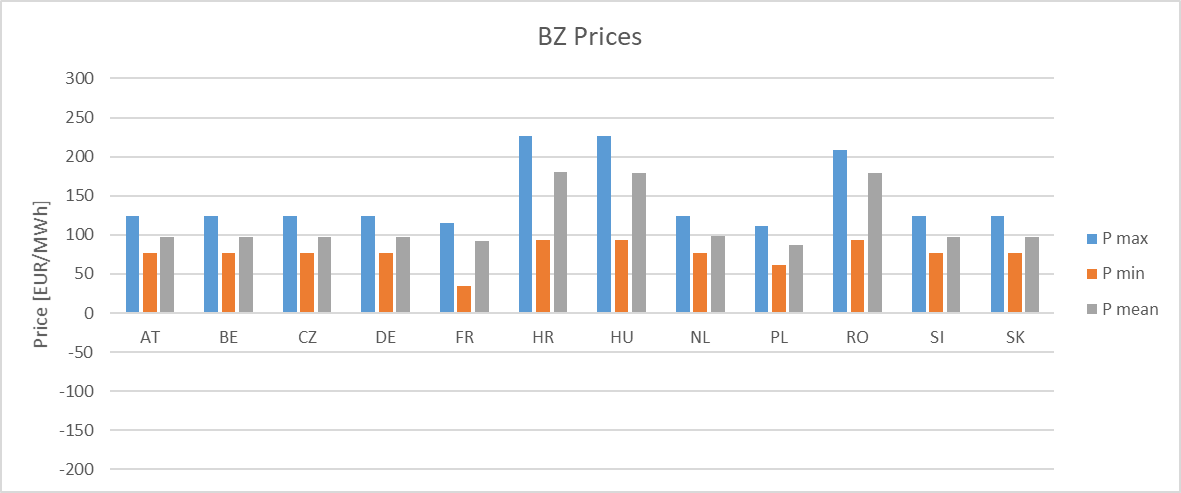 BZ Prices
Price [EUR/MWh]
300
250
200
150
100
50
0
-50
-100
-150
-200
AT BE CZ DE FR HR HU NL PL RO SI SK
P max
P min
P mean